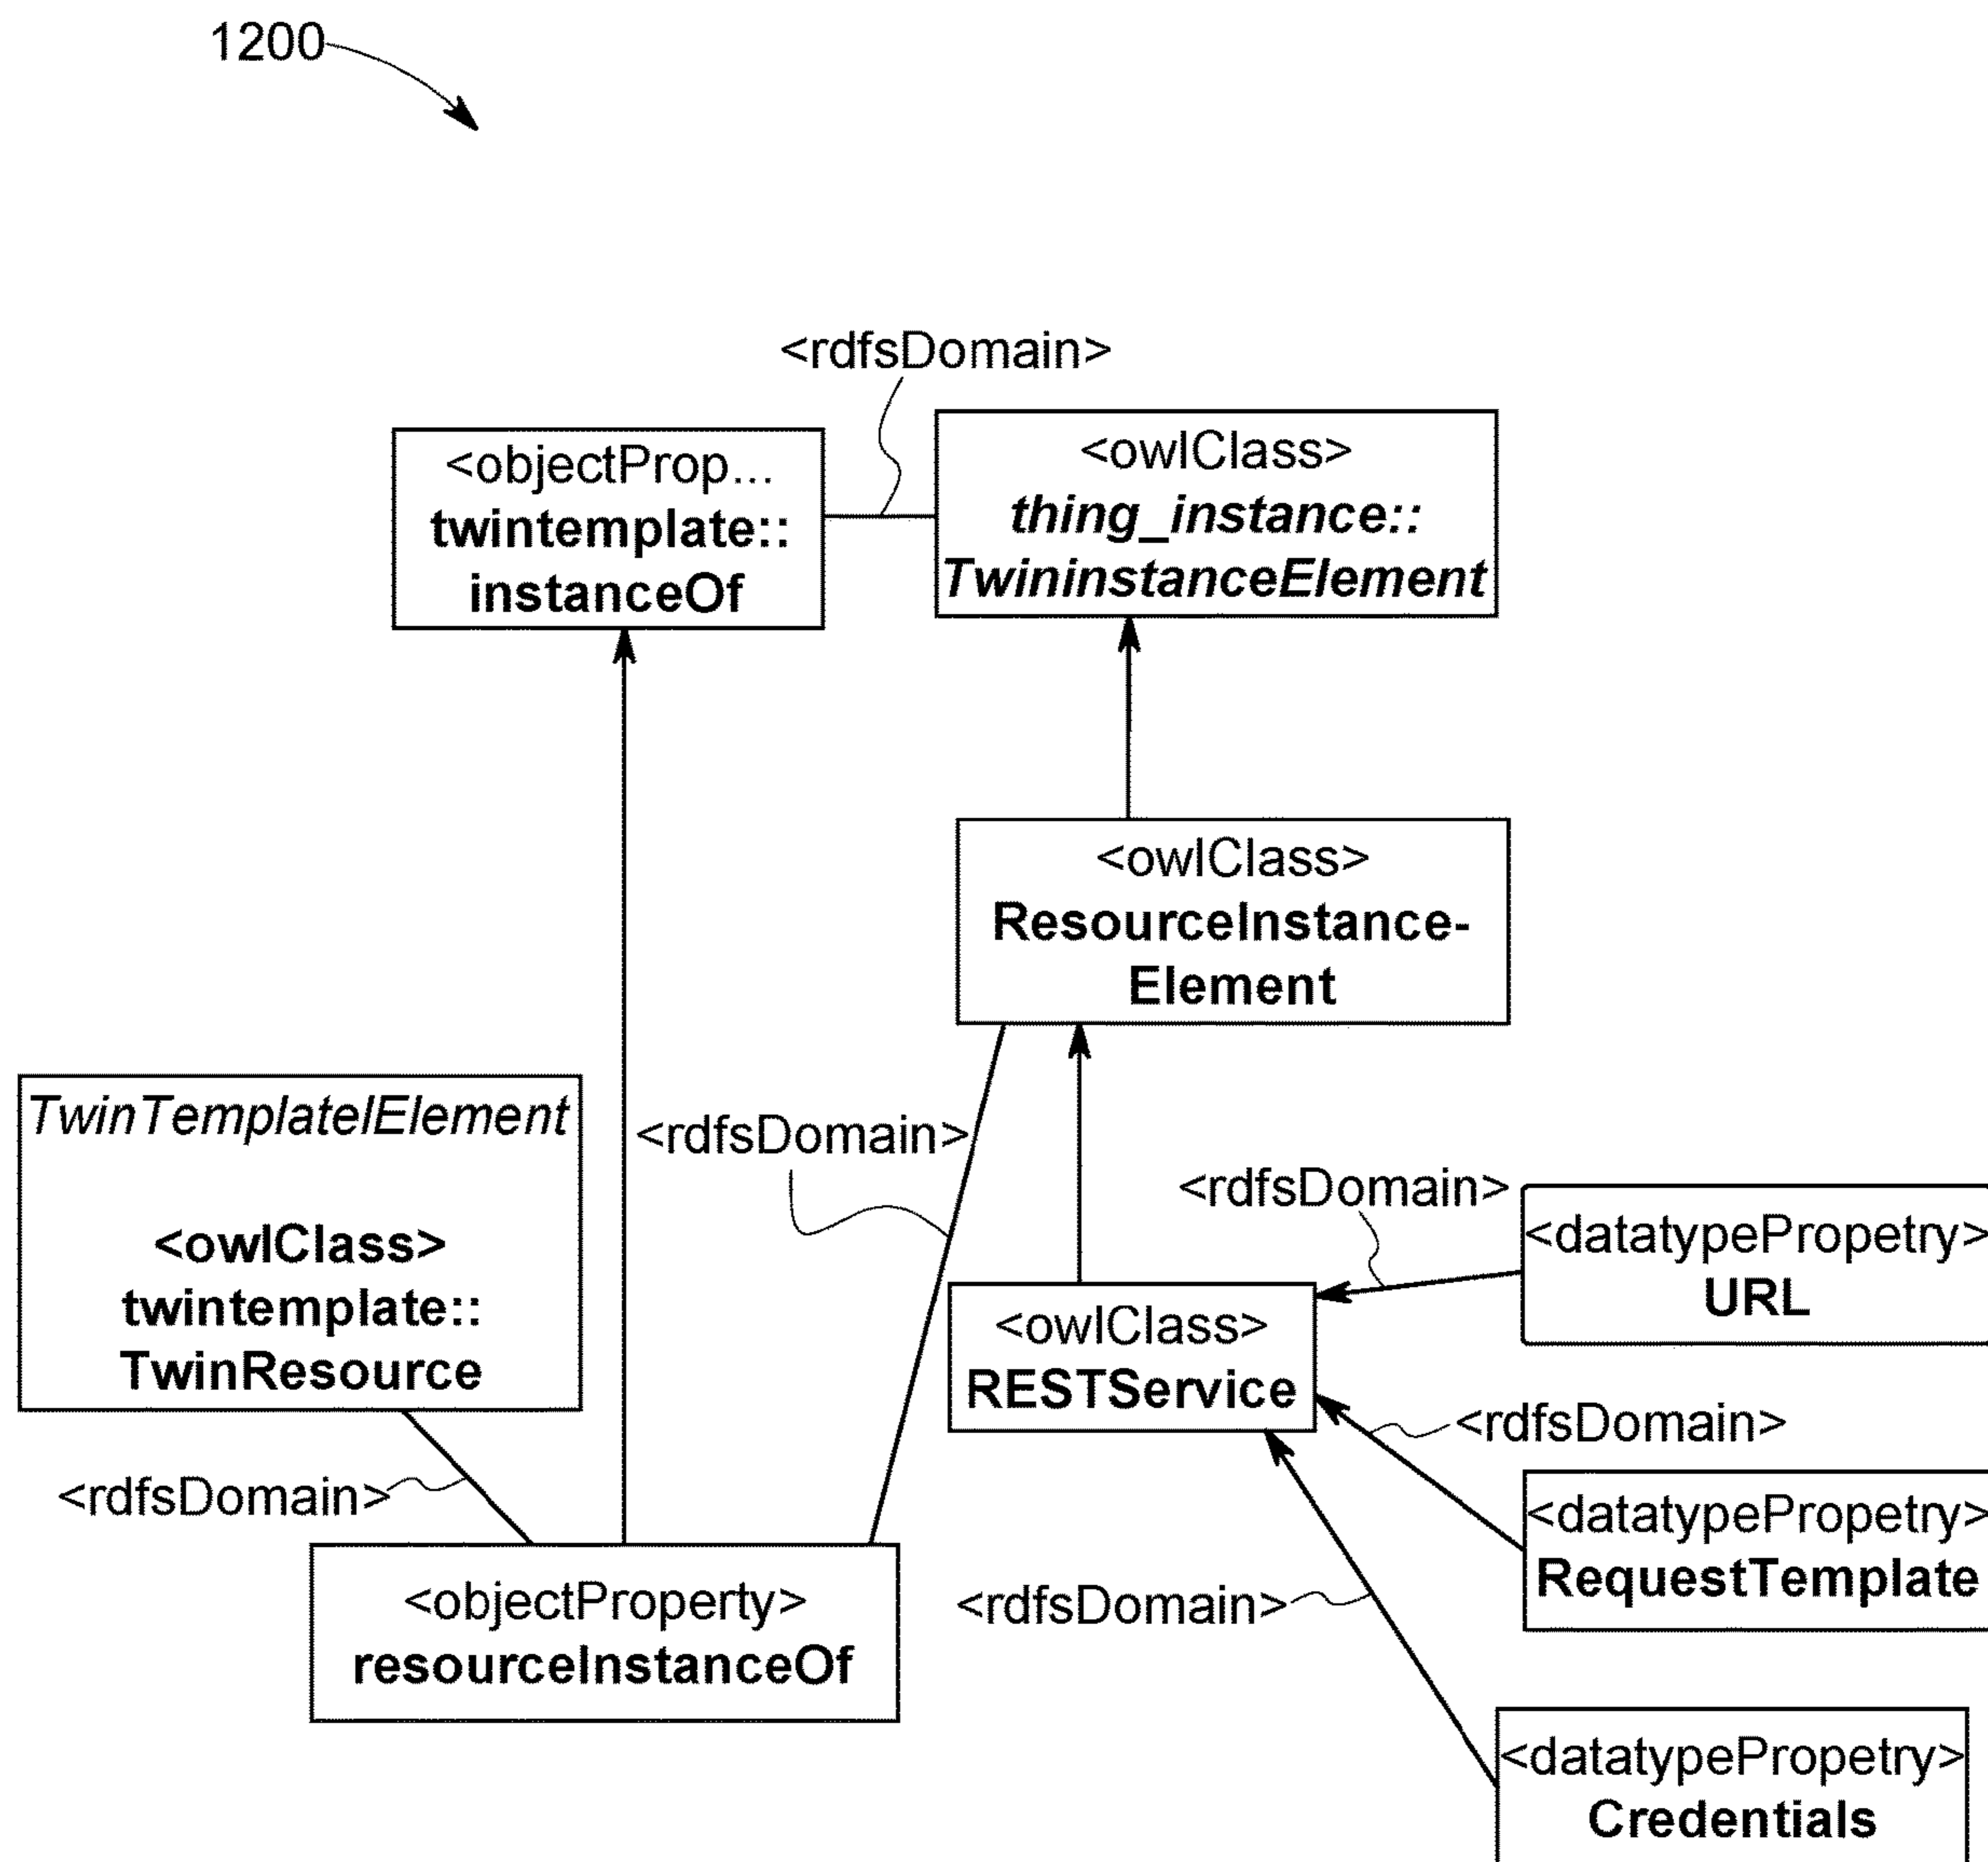 1200
<rdfsDomain>
<objectProp...
twintemplate::
instanceOf
<owlClass>
thing_instance::
TwininstanceElement
<owlClass>
ResourceInstance-
Element
TwinTemplatelElement
<owlClass>
twintemplate::
TwinResource
<rdfsDomain>
<rdfsDomain>
<datatypePropetry>
URL
<owlClass>
RESTService
<rdfsDomain>
<rdfsDomain>
<datatypePropetry>
RequestTemplate
<objectProperty>
resourceInstanceOf
<rdfsDomain>
<datatypePropetry>
Credentials